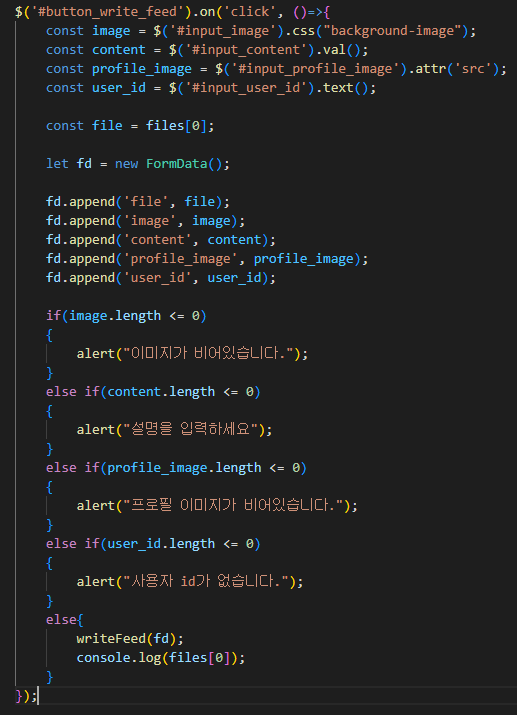 $('#button_write_feed').on('click', ()=>{
    const image = $('#input_image').css("background-image");
    const content = $('#input_content').val();
    const profile_image = $('#input_profile_image').attr('src');
    const user_id = $('#input_user_id').text();

    const file = files[0];

    let fd = new FormData();

    fd.append('file', file);
    fd.append('image', image);
    fd.append('content', content);
    fd.append('profile_image', profile_image);
    fd.append('user_id', user_id);

    if(image.length <= 0)
    {
        alert("이미지가 비어있습니다.");
    }
    else if(content.length <= 0)
    {
        alert("설명을 입력하세요");
    }
    else if(profile_image.length <= 0)
    {
        alert("프로필 이미지가 비어있습니다.");
    }
    else if(user_id.length <= 0)
    {
        alert("사용자 id가 없습니다.");
    }
    else{
        writeFeed(fd);
        console.log(files[0]);
    }
});